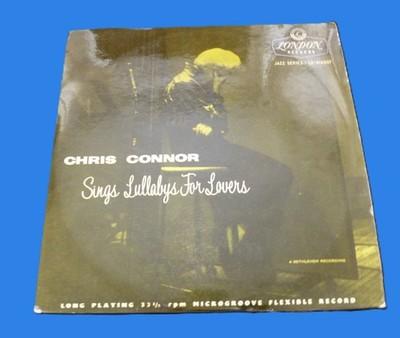 LONDON
RECORDS
JAZZ SERIES
CHRIS CONNOR
Sings Lullabys For Lovers
A BETHLEHEM RECORDING
LONG PLAYING 33⅓ rpm MICROGROOVE FLEXIBLE RECORD